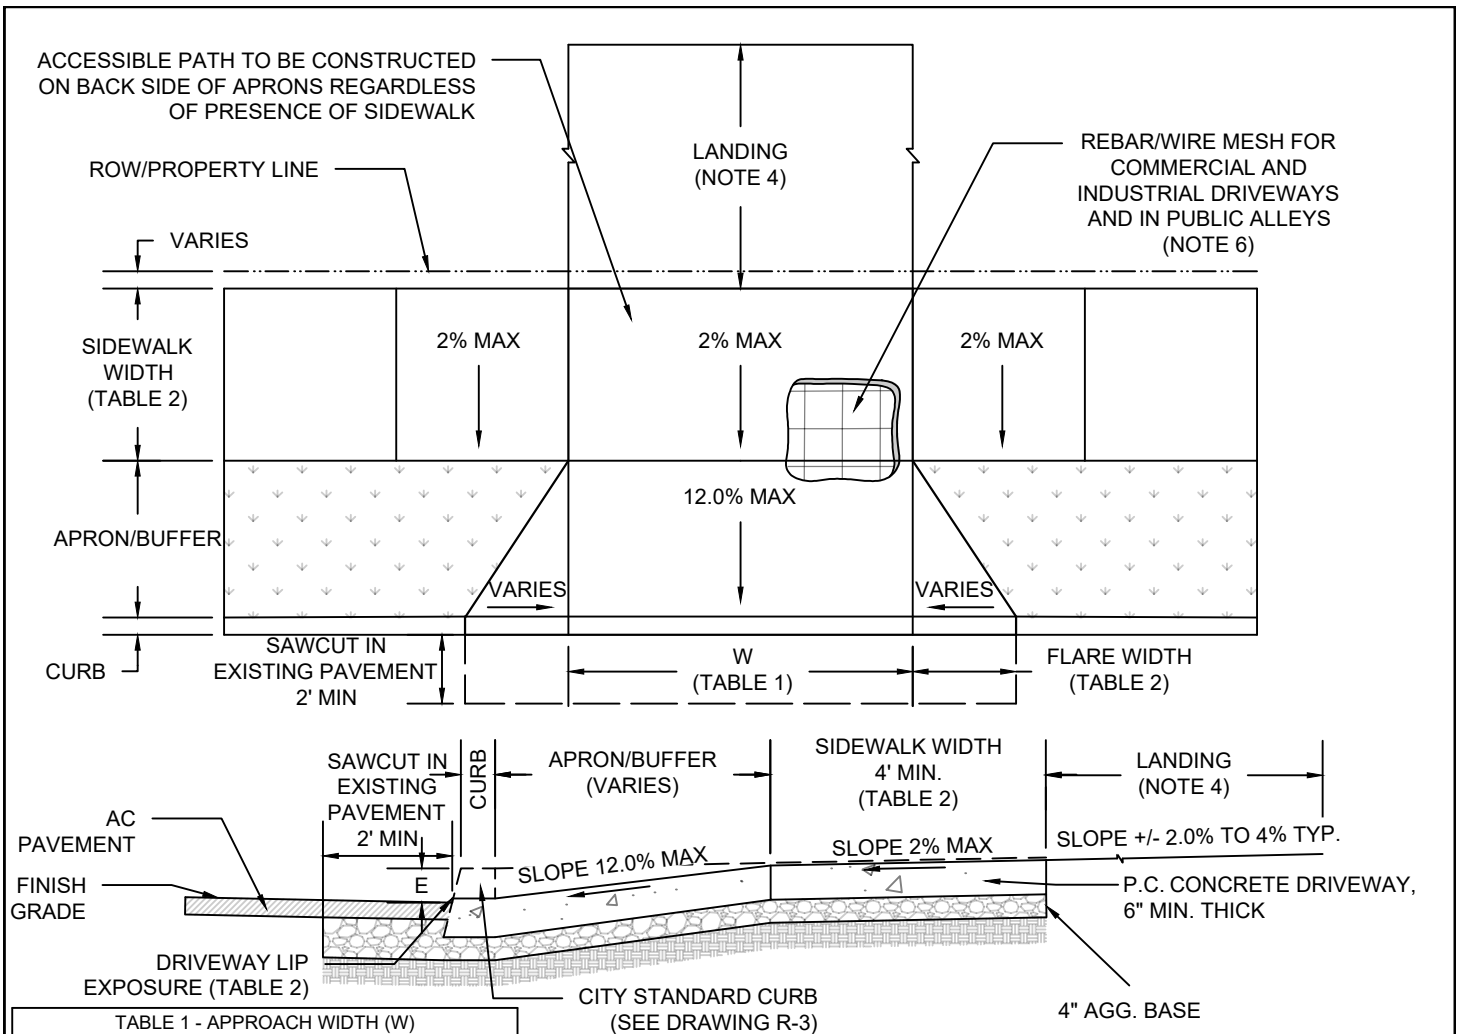 ACCESSIBLE PATH TO BE CONSTRUCTED
ON BACK SIDE OF APRONS REGARDLESS
OF PRESENCE OF SIDEWALK
ROW/PROPERTY LINE
VARIES
LANDING
(NOTE 4)
REBAR/WIRE MESH FOR
COMMERCIAL AND
INDUSTRIAL DRIVEWAYS
AND IN PUBLIC ALLEYS
(NOTE 6)
SIDEWALK
WIDTH
(TABLE 2)
2% MAX
2% MAX
2% MAX
12.0% MAX
APRON/BUFFER
VARIES
VARIES
CURB
SAWCUT IN
EXISTING PAVEMENT
2' MIN
W
(TABLE 1)
FLARE WIDTH
(TABLE 2)
SAWCUT IN
EXISTING
PAVEMENT
2' MIN
CURB
APRON/BUFFER
(VARIES)
SIDEWALK WIDTH
4' MIN.
(TABLE 2)
LANDING
(NOTE 4)
AC
PAVEMENT
FINISH
GRADE
E
SLOPE 12.0% MAX
SLOPE 2% MAX
SLOPE +/- 2.0% TO 4% TYP.
P.C. CONCRETE DRIVEWAY,
6" MIN. THICK
DRIVEWAY LIP
EXPOSURE (TABLE 2)
CITY STANDARD CURB
(SEE DRAWING R-3)
4" AGG. BASE
TABLE 1 - APPROACH WIDTH (W)